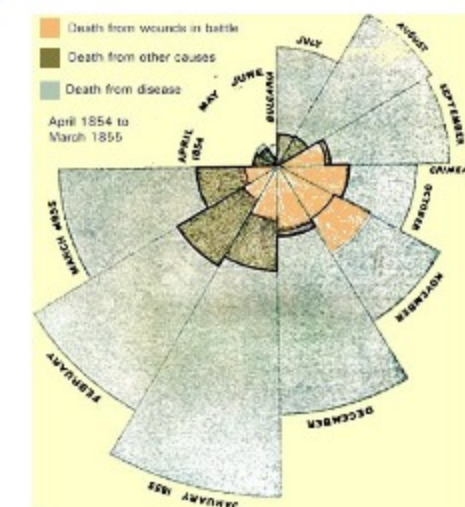 Death from wounds in battle
Death from other causes
Death from disease
April 1854 to
March 1855
APRIL
1854
MAY
JUNE
BULGARIA
JULY
AUGUST
SEPTEMBER
CRIMEA
OCTOBER
NOVEMBER
DECEMBER
JANUARY 1855
FEBRUARY
MARCH 1855